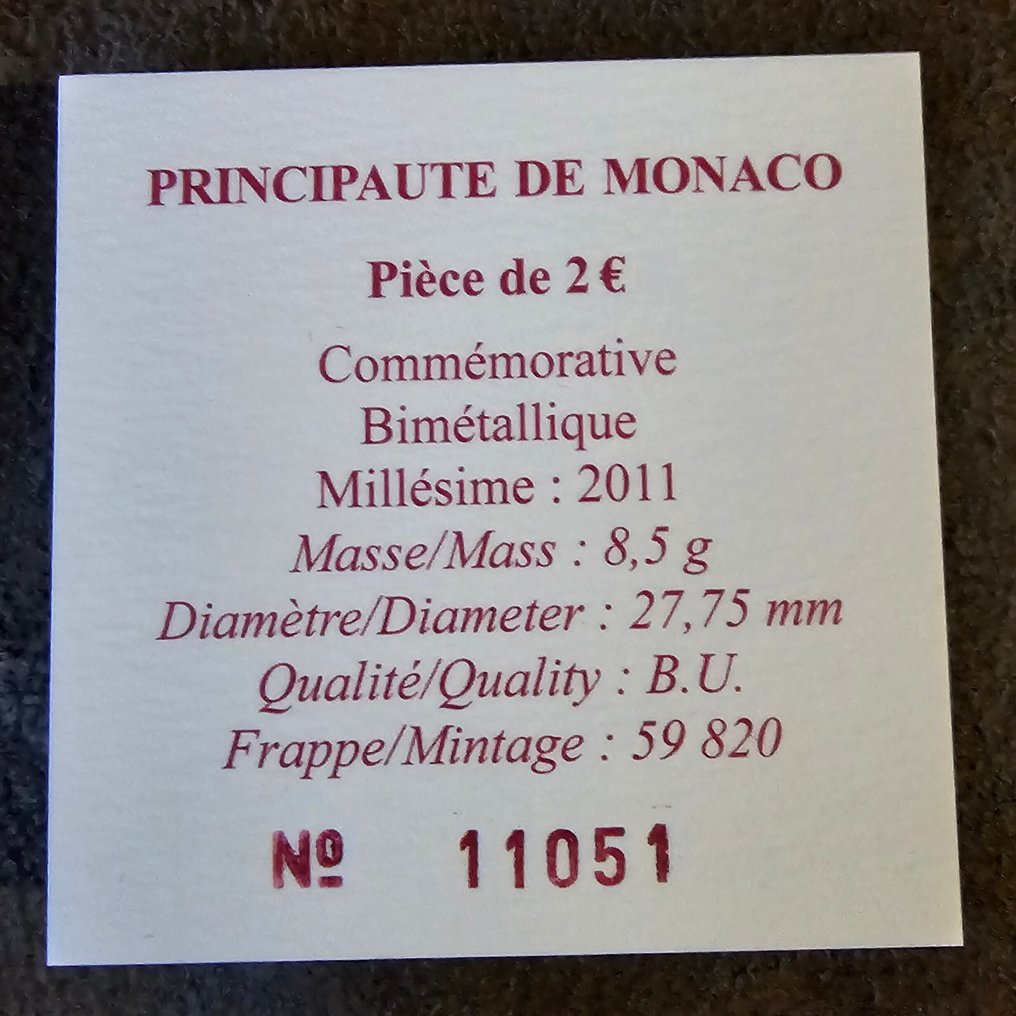 PRINCIPAUTE DE MONACO
Pièce de 2 €
Commémorative
Bimétallique
Millésime : 2011
Masse/Mass : 8,5 g
Diamètre/Diameter : 27,75 mm
Qualité/Quality : B.U.
Frappe/Mintage : 59 820
Nº 11051